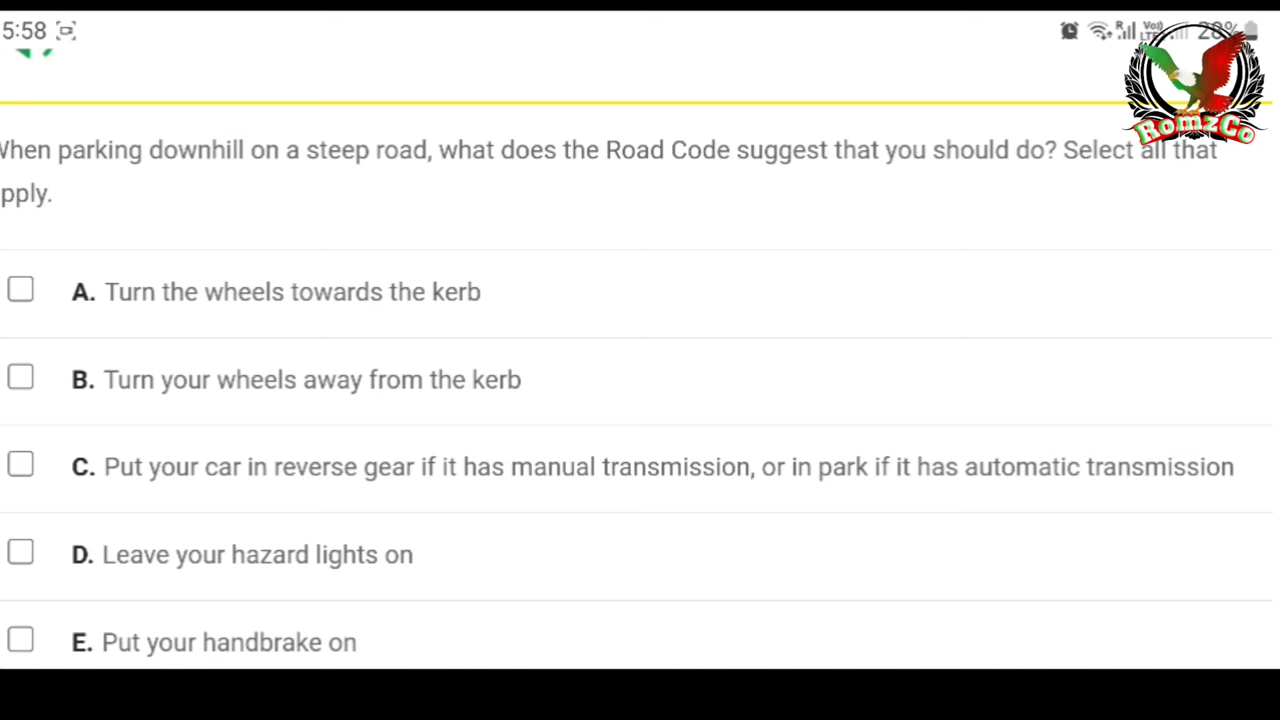 5:58
28%
RomzCo
When parking downhill on a steep road, what does the Road Code suggest that you should do? Select all that
pply.
A. Turn the wheels towards the kerb
B. Turn your wheels away from the kerb
C. Put your car in reverse gear if it has manual transmission, or in park if it has automatic transmission
D. Leave your hazard lights on
E. Put your handbrake on